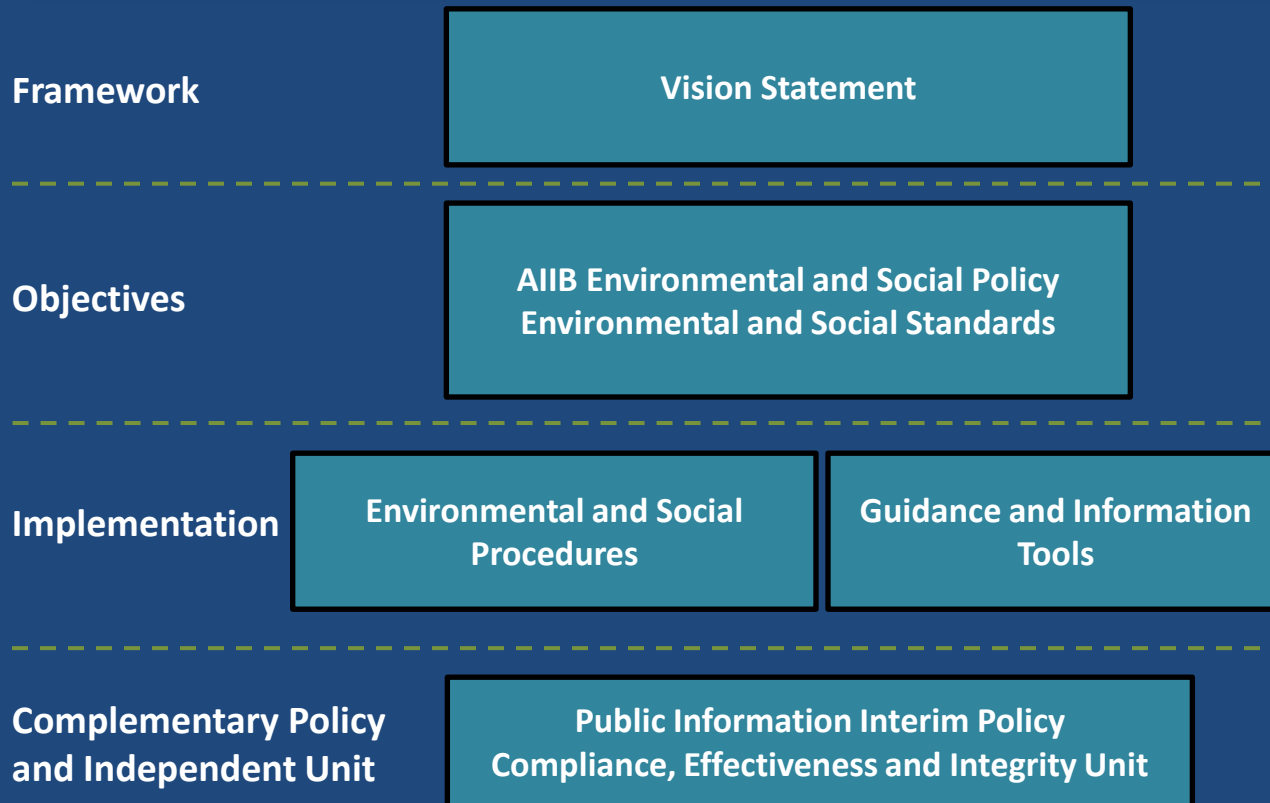 Framework
Vision Statement
Objectives
AIIB Environmental and Social Policy
Environmental and Social Standards
Implementation
Environmental and Social
Procedures
Guidance and Information
Tools
Complementary Policy
and Independent Unit
Public Information Interim Policy
Compliance, Effectiveness and Integrity Unit